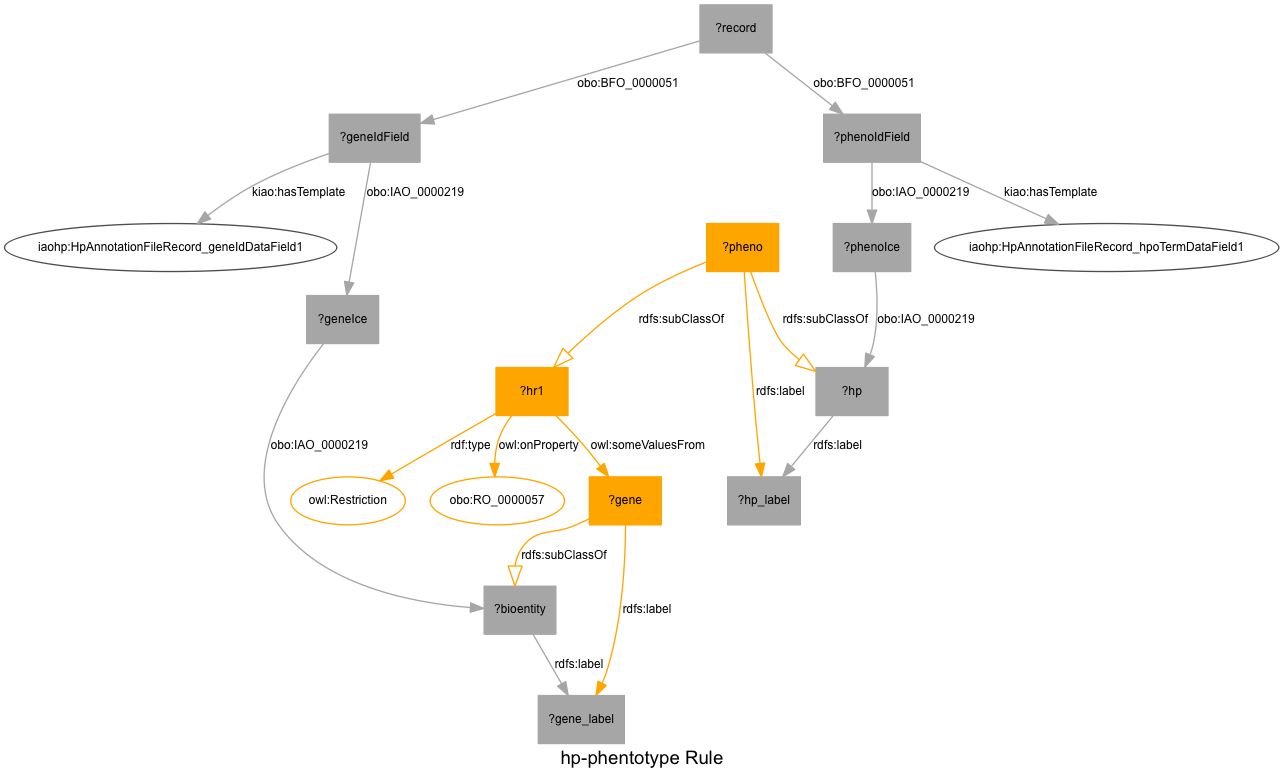 ?record
obo:BFO_0000051
obo:BFO_0000051
?geneIdField
?phenoIdField
kiao:hasTemplate
obo:IAO_0000219
obo:IAO_0000219
kiao:hasTemplate
iaohp:HpAnnotationFileRecord_geneIdDataField1
?pheno
?phenoIce
iaohp:HpAnnotationFileRecord_hpoTermDataField1
?geneIce
rdfs:subClassOf
rdfs:subClassOf
obo:IAO_0000219
?hr1
rdfs:label
?hp
obo:IAO_0000219
rdf:type
owl:onProperty
owl:someValuesFrom
rdfs:label
owl:Restriction
obo:RO_0000057
?gene
?hp_label
rdfs:subClassOf
?bioentity
rdfs:label
rdfs:label
?gene_label
hp-phentotype Rule